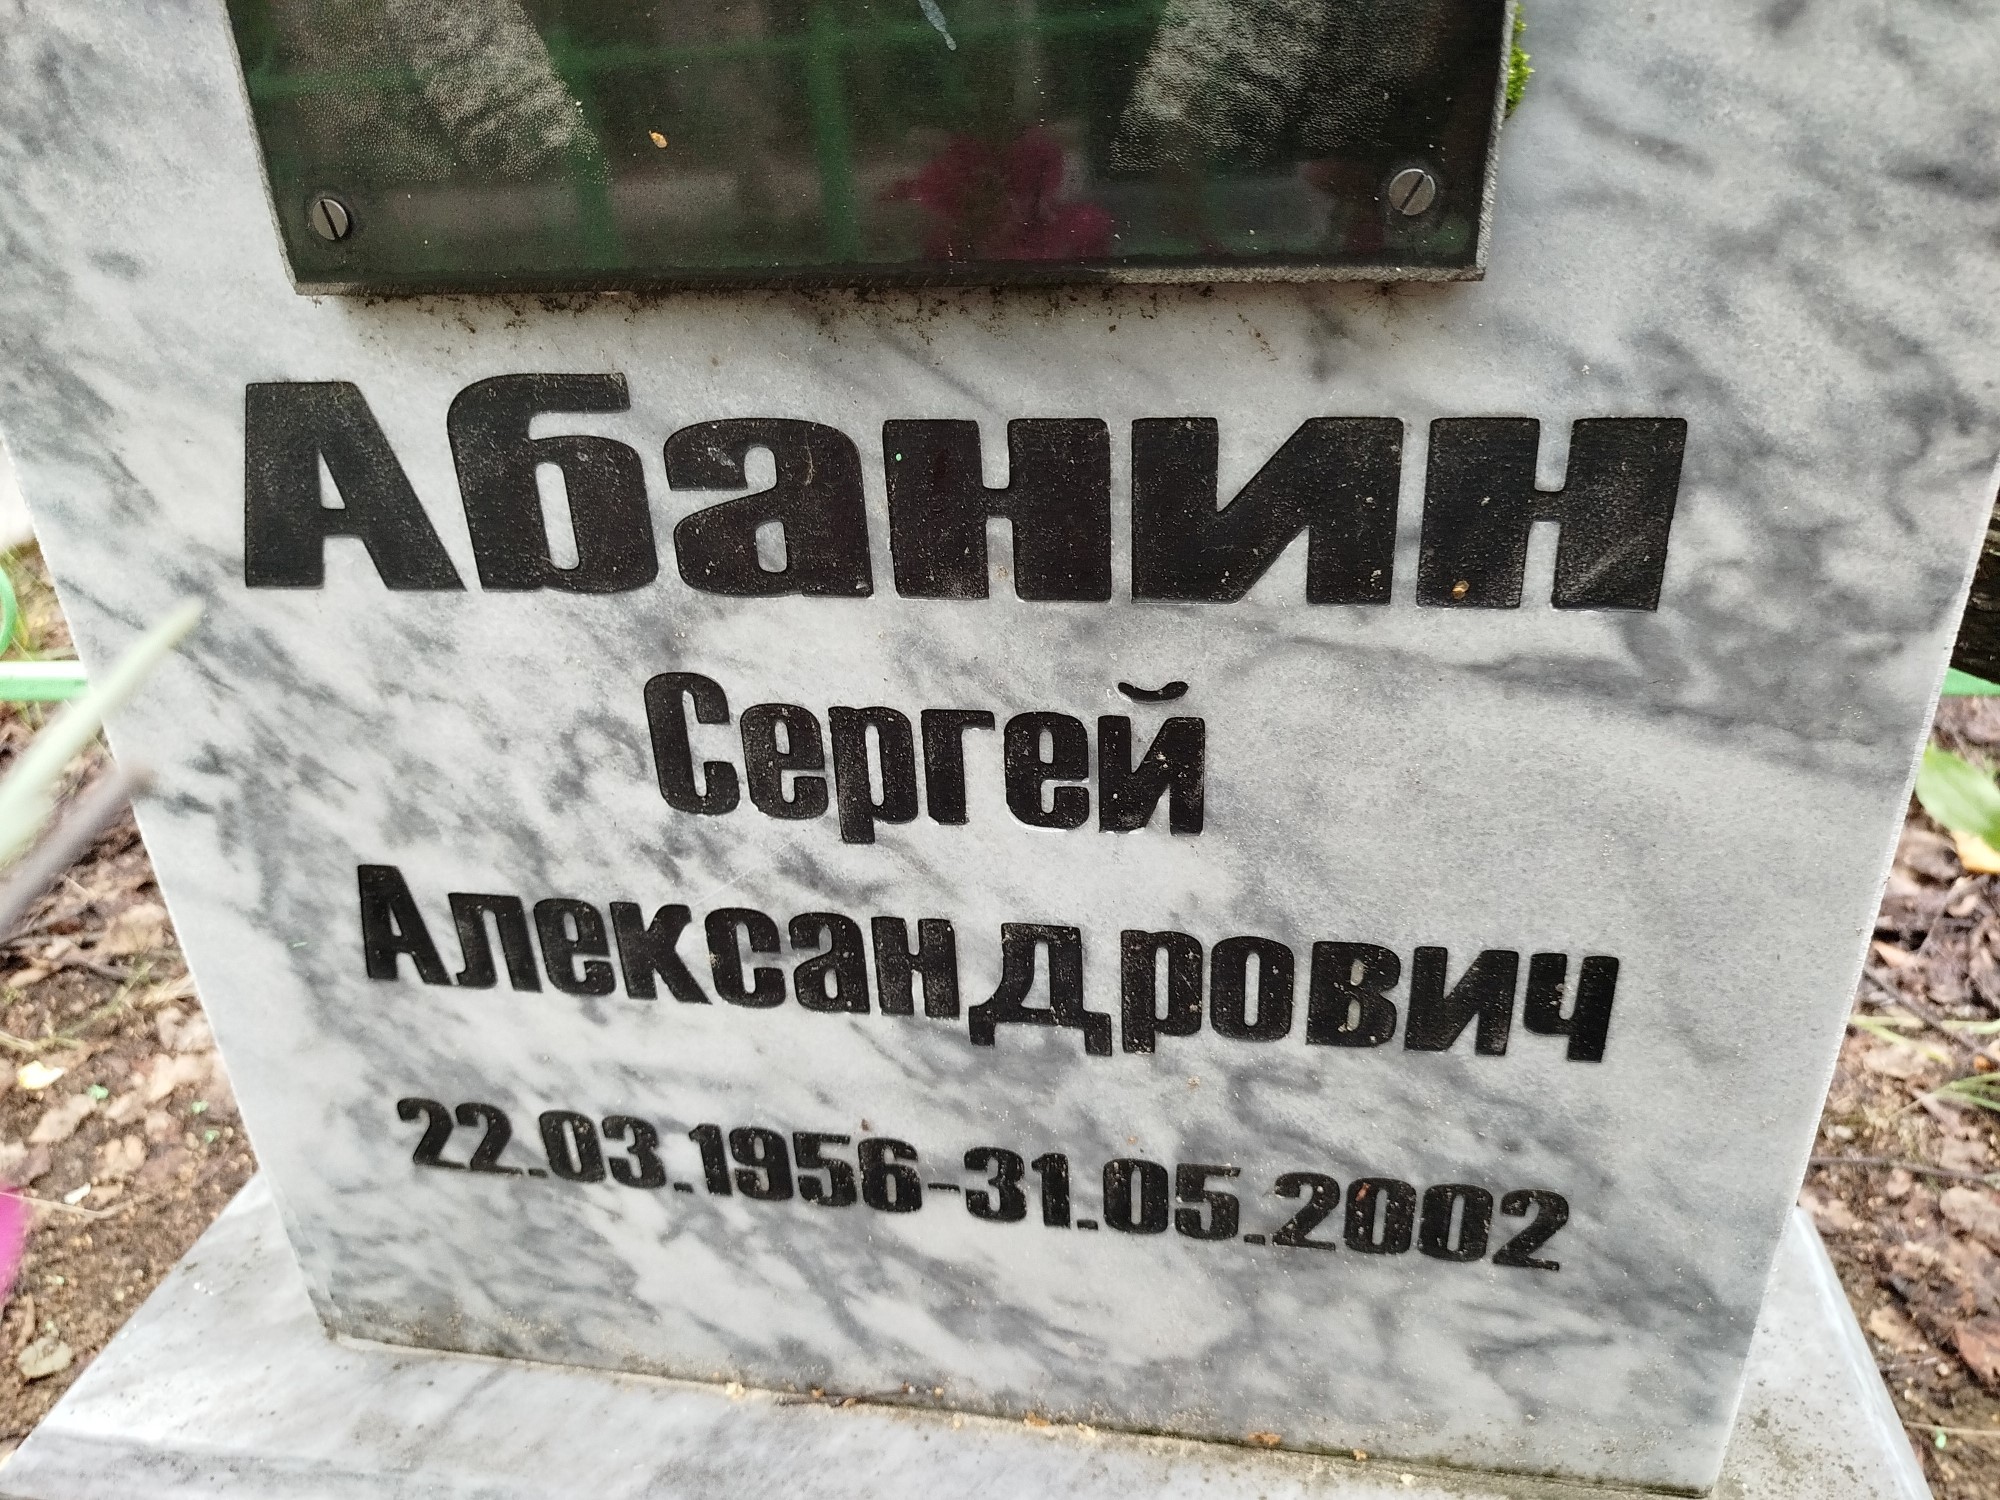 Абанин
Сергей
Александрович
22.03.1956-31.05.2002